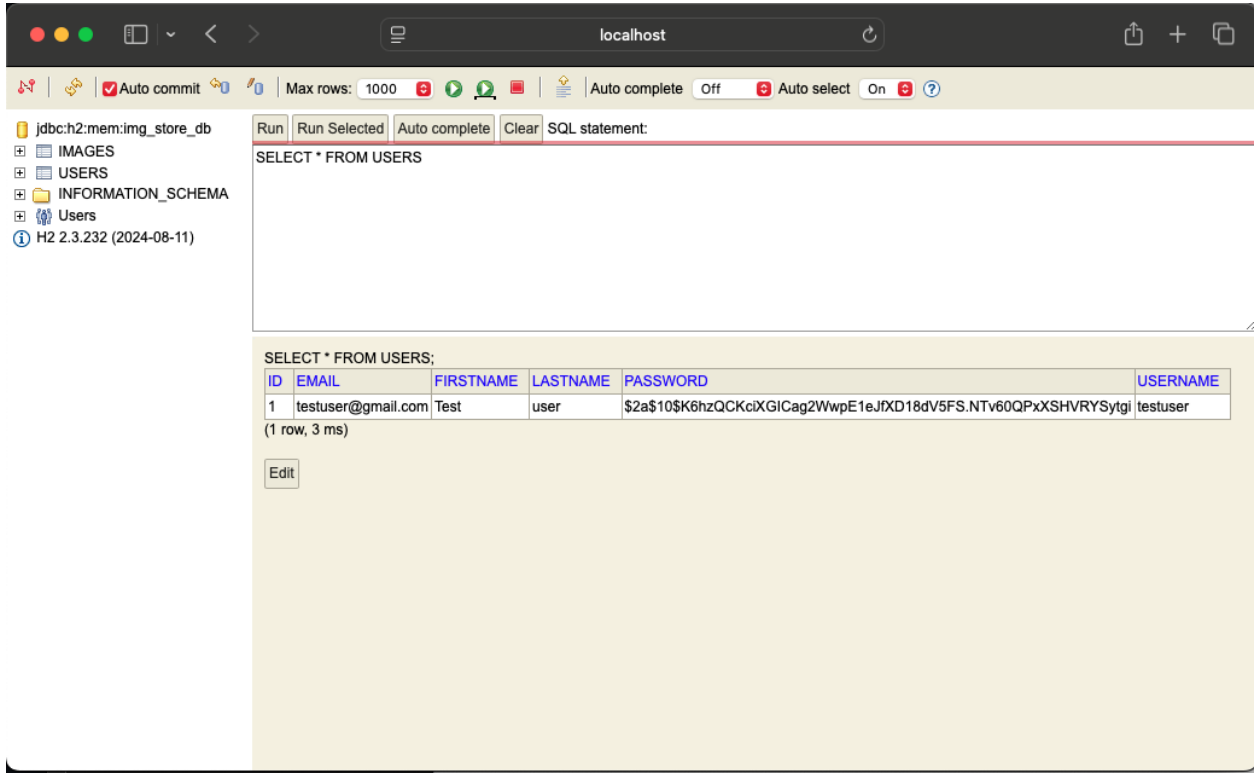 localhost
Auto commit Max rows: 1000 Auto complete Off Auto select On ?
jdbc:h2:mem:img_store_db
IMAGES
USERS
INFORMATION_SCHEMA
Users
H2 2.3.232 (2024-08-11)
Run Run Selected Auto complete Clear SQL statement:
SELECT * FROM USERS
SELECT * FROM USERS;
ID EMAIL FIRSTNAME LASTNAME PASSWORD USERNAME
1 testuser@gmail.com Test user $2a$10$K6hzQCKciXGICag2WwpE1eJfXD18dV5FS.NTv60QPxXSHVRYSytgi testuser
(1 row, 3 ms)
Edit